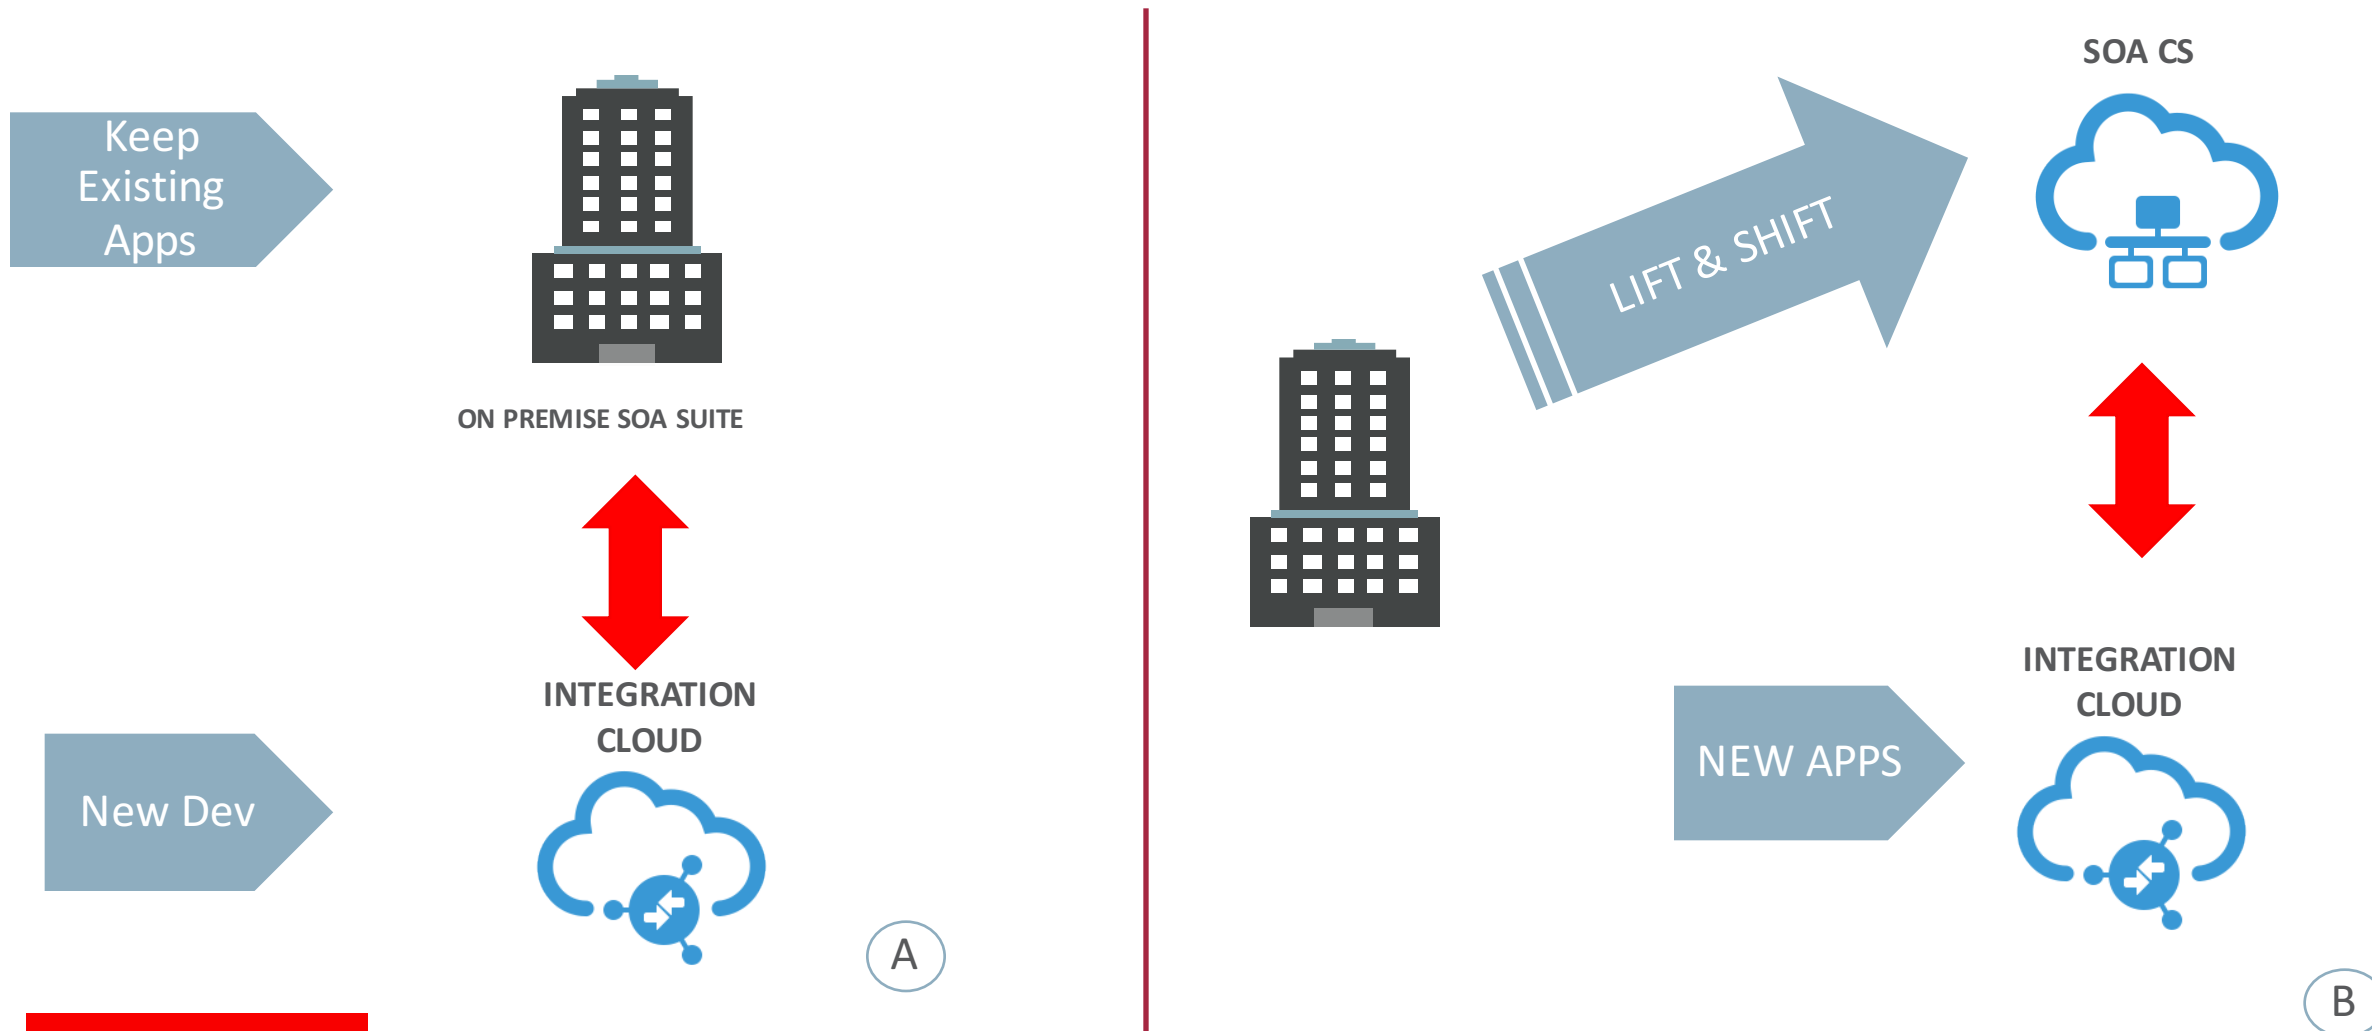 Keep
Existing
Apps
ON PREMISE SOA SUITE
INTEGRATION
CLOUD
New Dev
A
SOA CS
LIFT & SHIFT
INTEGRATION
CLOUD
NEW APPS
B